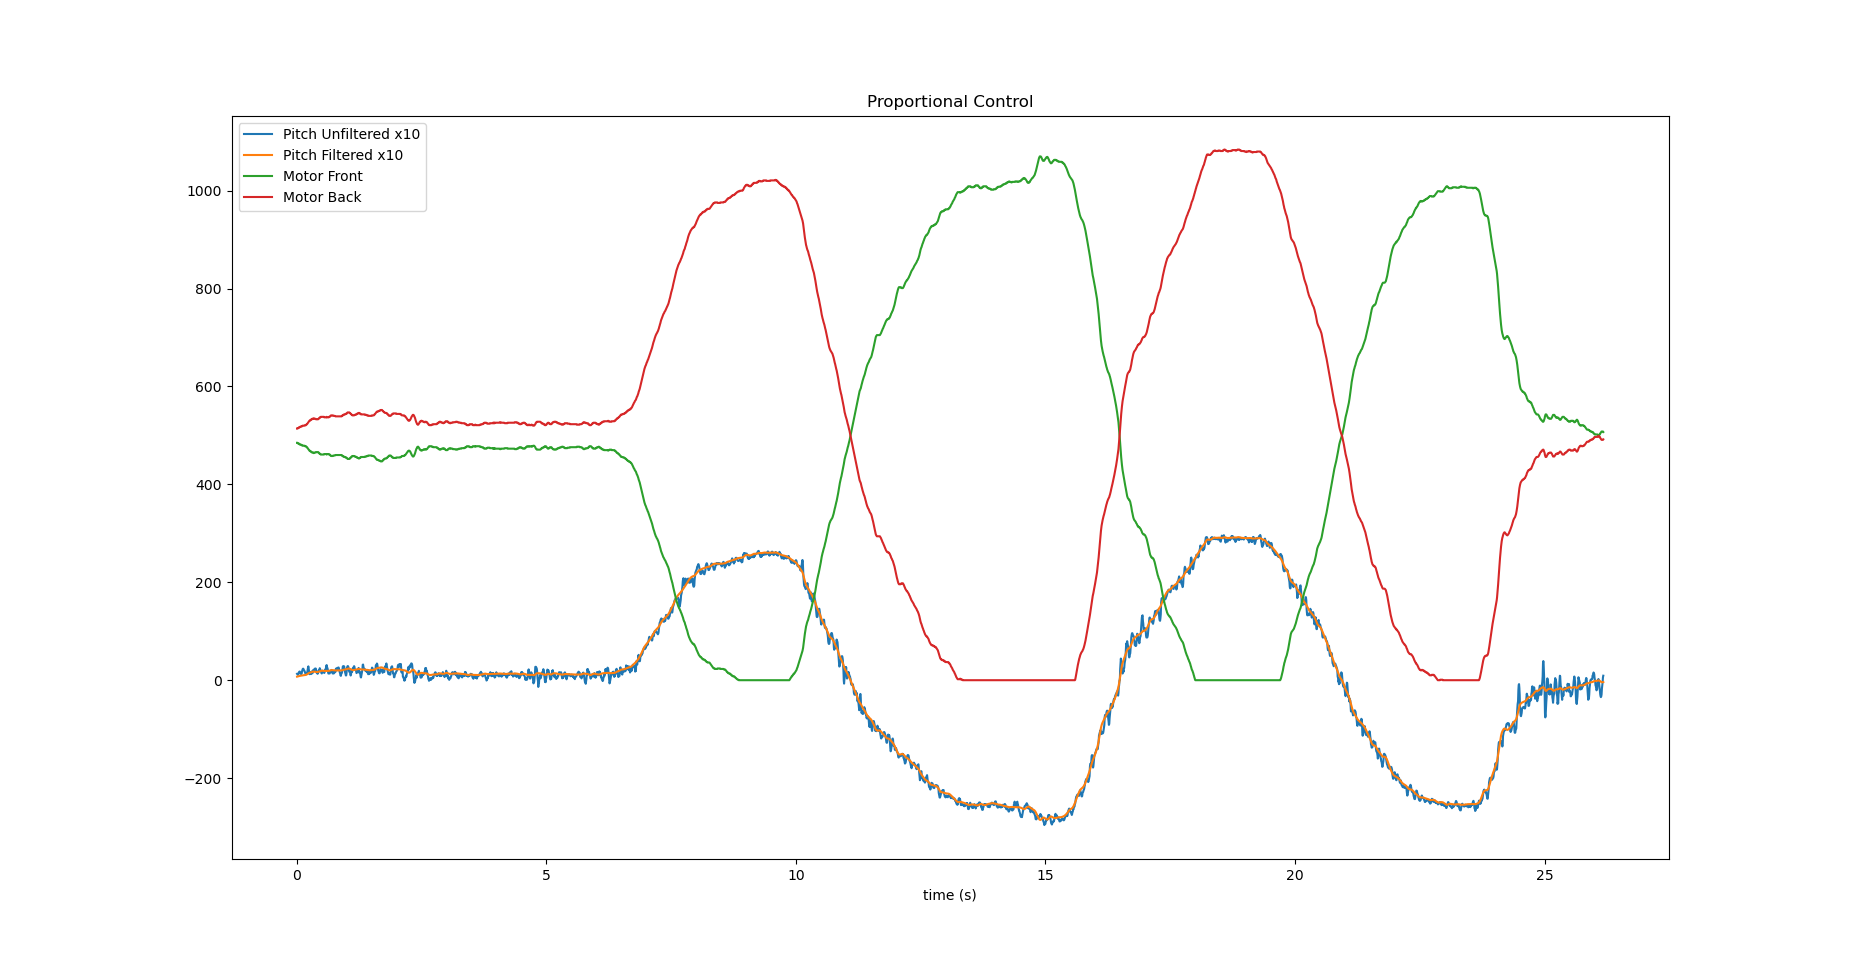 Proportional Control
Pitch Unfiltered x10
Pitch Filtered x10
Motor Front
Motor Back
1000
800
600
400
200
0
−200
0 5 10 15 20 25
time (s)